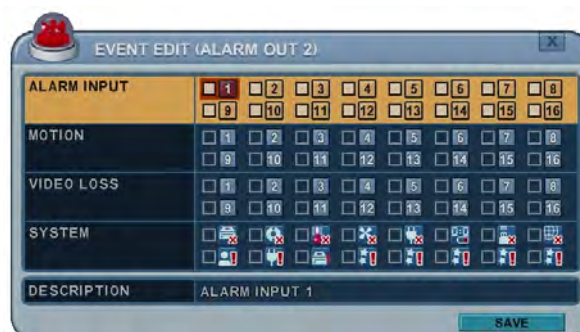 EVENT EDIT (ALARM OUT 2)
X
ALARM INPUT 1 2 3 4 5 6 7 8
9 10 11 12 13 14 15 16
MOTION 1 2 3 4 5 6 7 8
9 10 11 12 13 14 15 16
VIDEO LOSS 1 2 3 4 5 6 7 8
9 10 11 12 13 14 15 16
SYSTEM
DESCRIPTION ALARM INPUT 1
SAVE